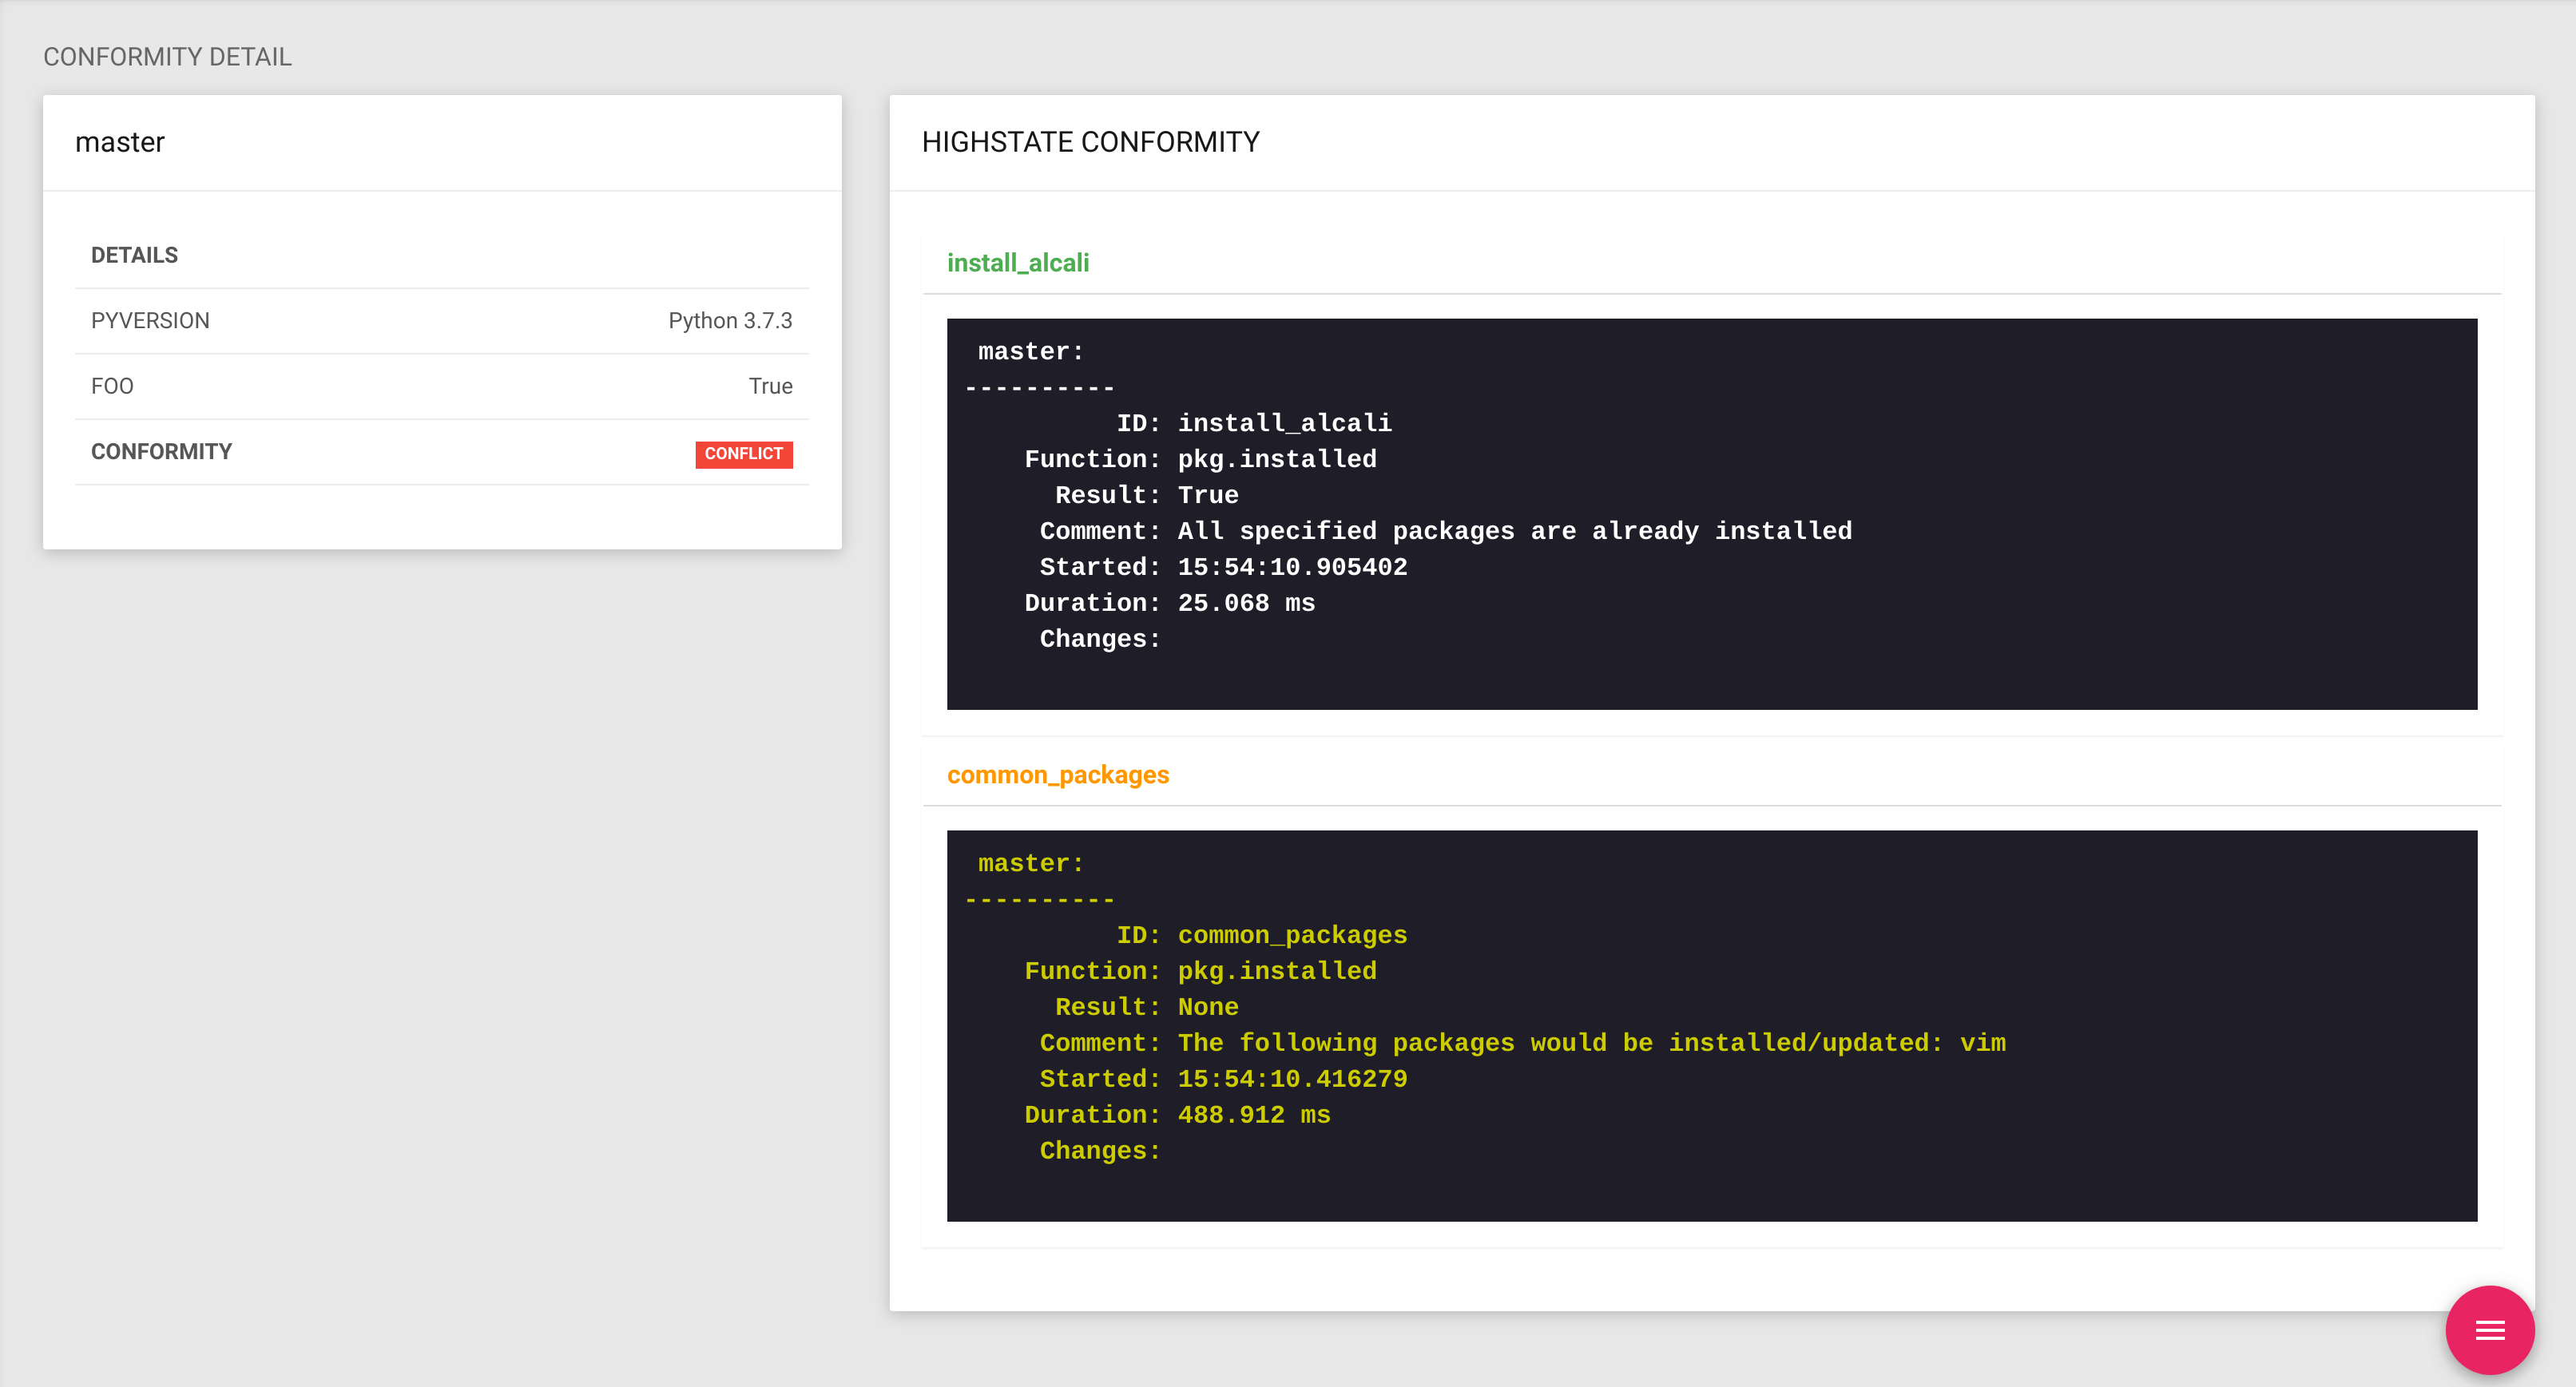 CONFORMITY DETAIL
master
DETAILS
PYVERSION Python 3.7.3
FOO True
CONFORMITY CONFLICT
HIGHSTATE CONFORMITY
install_alcali
master:
----------
ID: install_alcali
Function: pkg.installed
Result: True
Comment: All specified packages are already installed
Started: 15:54:10.905402
Duration: 25.068 ms
Changes:
common_packages
master:
----------
ID: common_packages
Function: pkg.installed
Result: None
Comment: The following packages would be installed/updated: vim
Started: 15:54:10.416279
Duration: 488.912 ms
Changes: